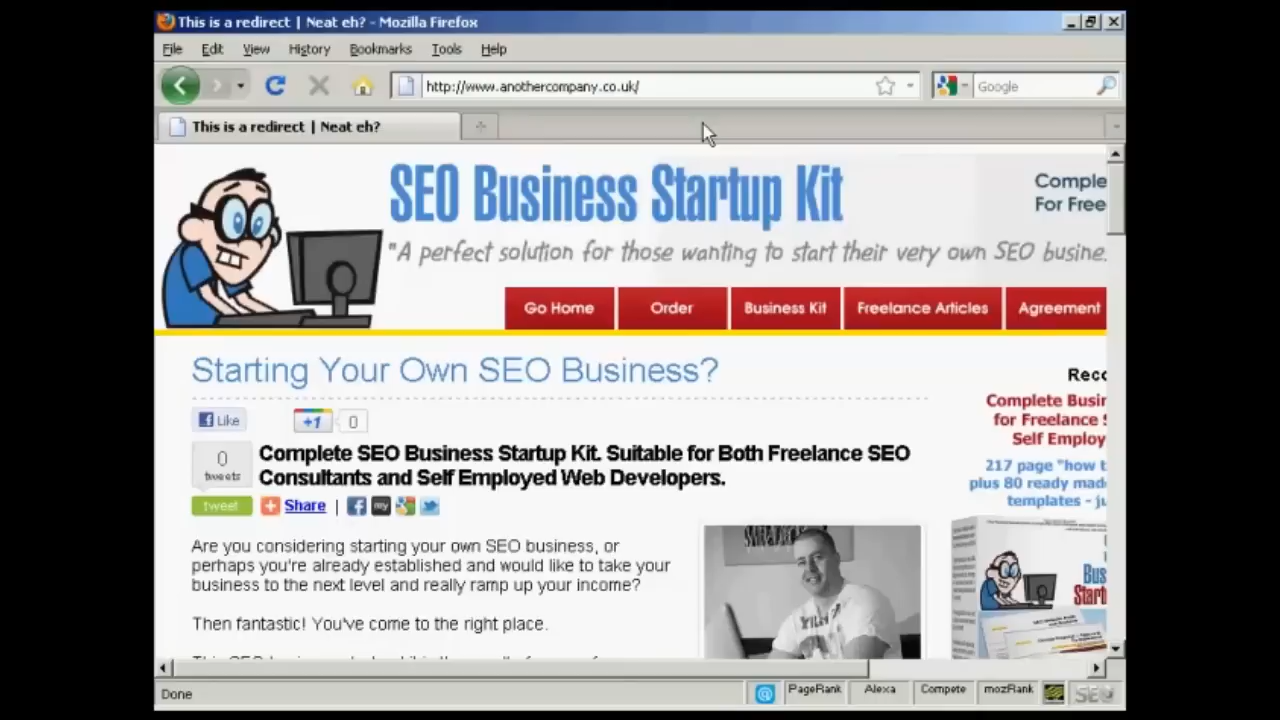 This is a redirect | Neat eh? - Mozilla Firefox
File Edit View History Bookmarks Tools Help
http://www.anothercompany.co.uk/
Google
This is a redirect | Neat eh?
SEO Business Startup Kit
Comple
For Free
"A perfect solution for those wanting to start their very own SEO busine
Go Home Order Business Kit Freelance Articles Agreement
Starting Your Own SEO Business?
Like
+1 0
0
tweets
tweet
Complete SEO Business Startup Kit. Suitable for Both Freelance SEO
Consultants and Self Employed Web Developers.
Share | my
Are you considering starting your own SEO business, or
perhaps you're already established and would like to take your
business to the next level and really ramp up your income?
Then fantastic! You've come to the right place.
Reco
Complete Busin
for Freelance S
Self Employ
217 page "how t
plus 80 ready made
templates - ju
Bus
Start
Done
PageRank Alexa Compete mozRank SEO